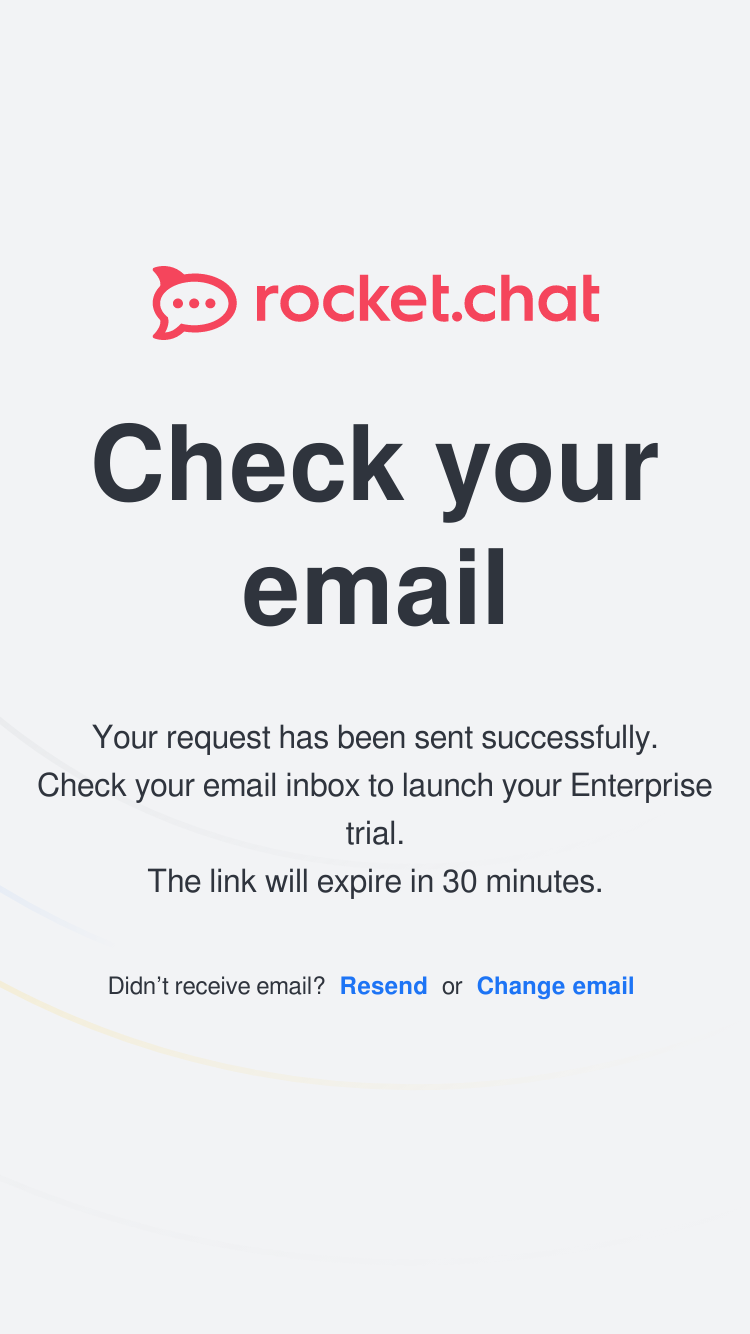 rocket.chat
Check your
email
Your request has been sent successfully.
Check your email inbox to launch your Enterprise
trial.
The link will expire in 30 minutes.
Didn’t receive email? Resend or Change email